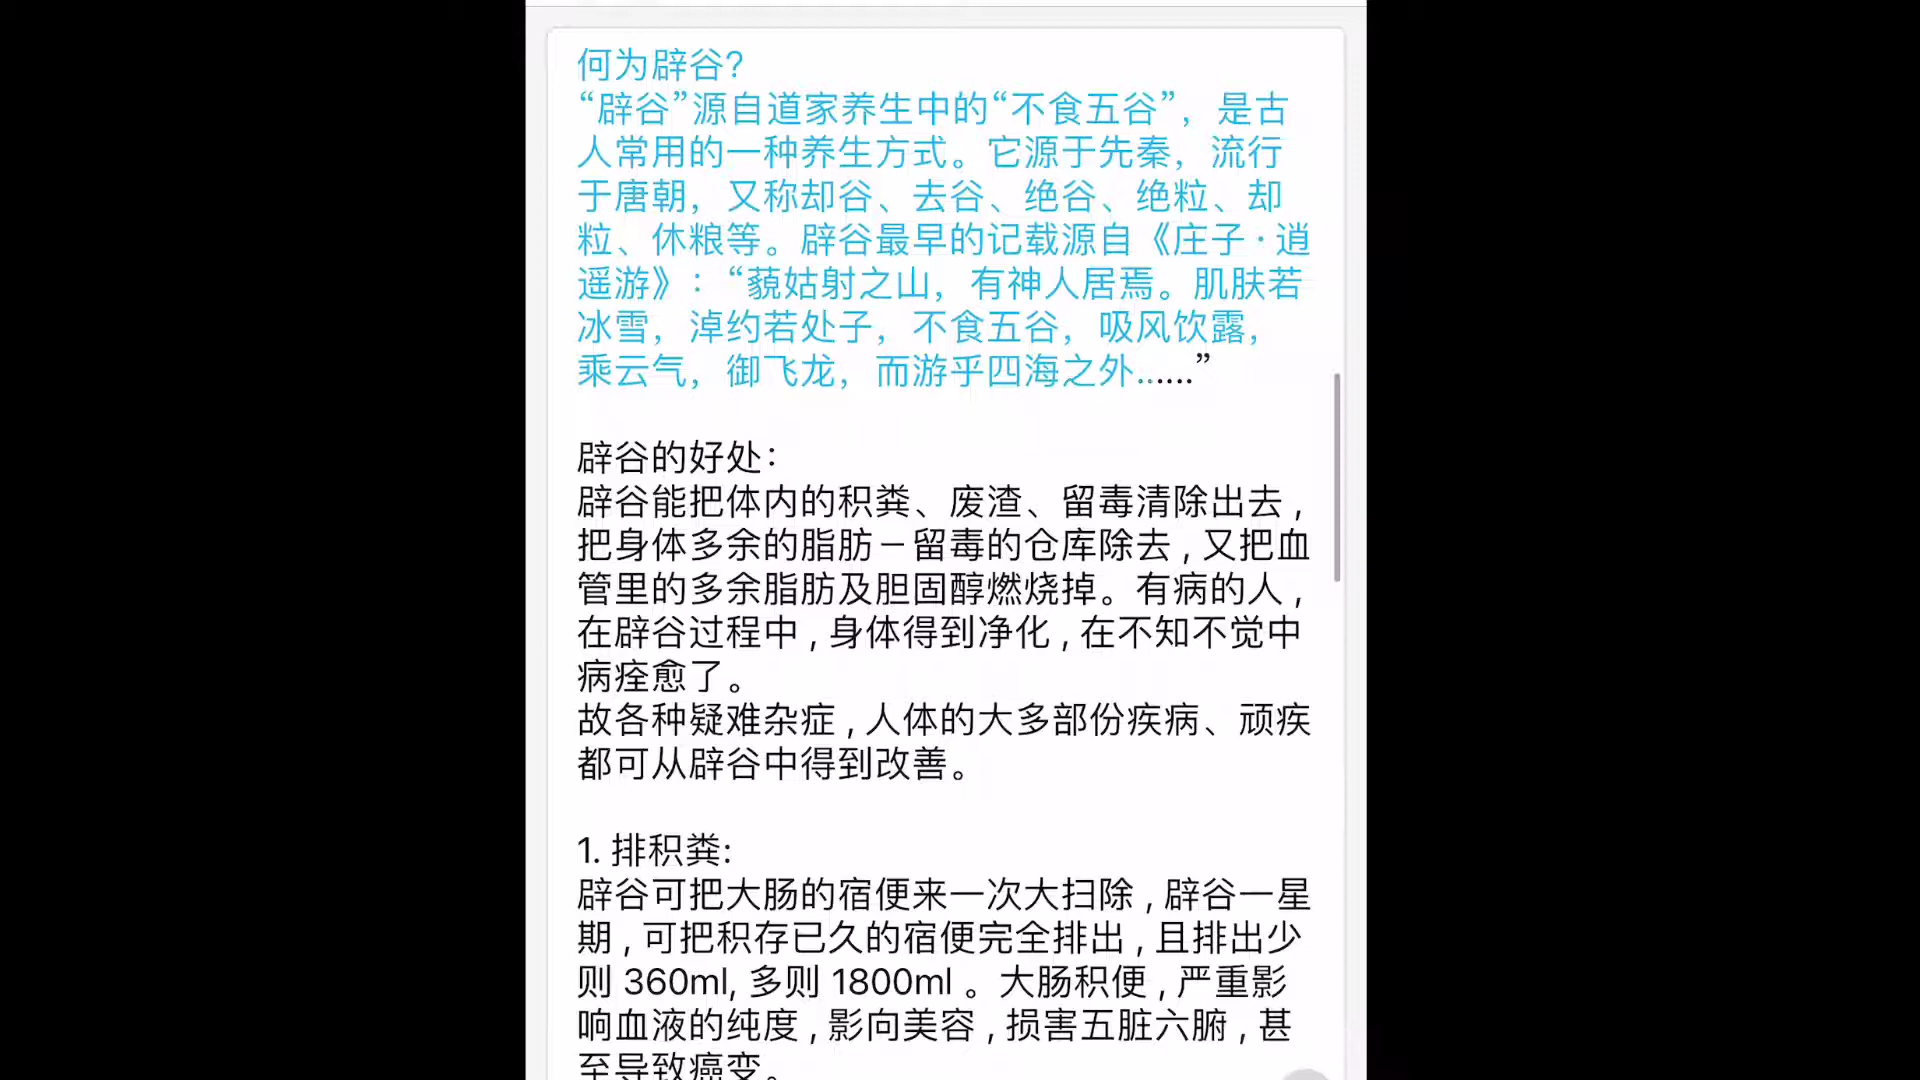 何为辟谷?
“辟谷”源自道家养生中的“不食五谷”，是古
人常用的一种养生方式。它源于先秦，流行
于唐朝，又称却谷、去谷、绝谷、绝粒、却
粒、休粮等。辟谷最早的记载源自《庄子·逍
遥游》：“藐姑射之山，有神人居焉。肌肤若
冰雪，淖约若处子，不食五谷，吸风饮露，
乘云气，御飞龙，而游乎四海之外......”
辟谷的好处：
辟谷能把体内的积粪、废渣、留毒清除出去 ,
把身体多余的脂肪－留毒的仓库除去 , 又把血
管里的多余脂肪及胆固醇燃烧掉。有病的人 ,
在辟谷过程中 , 身体得到净化 , 在不知不觉中
病痊愈了。
故各种疑难杂症 , 人体的大多部份疾病、顽疾
都可从辟谷中得到改善。
1. 排积粪:
辟谷可把大肠的宿便来一次大扫除 , 辟谷一星
期 , 可把积存已久的宿便完全排出 , 且排出少
则 360ml, 多则 1800ml 。大肠积便 , 严重影
响血液的纯度 , 影向美容 , 损害五脏六腑 , 甚
至导致癌变。